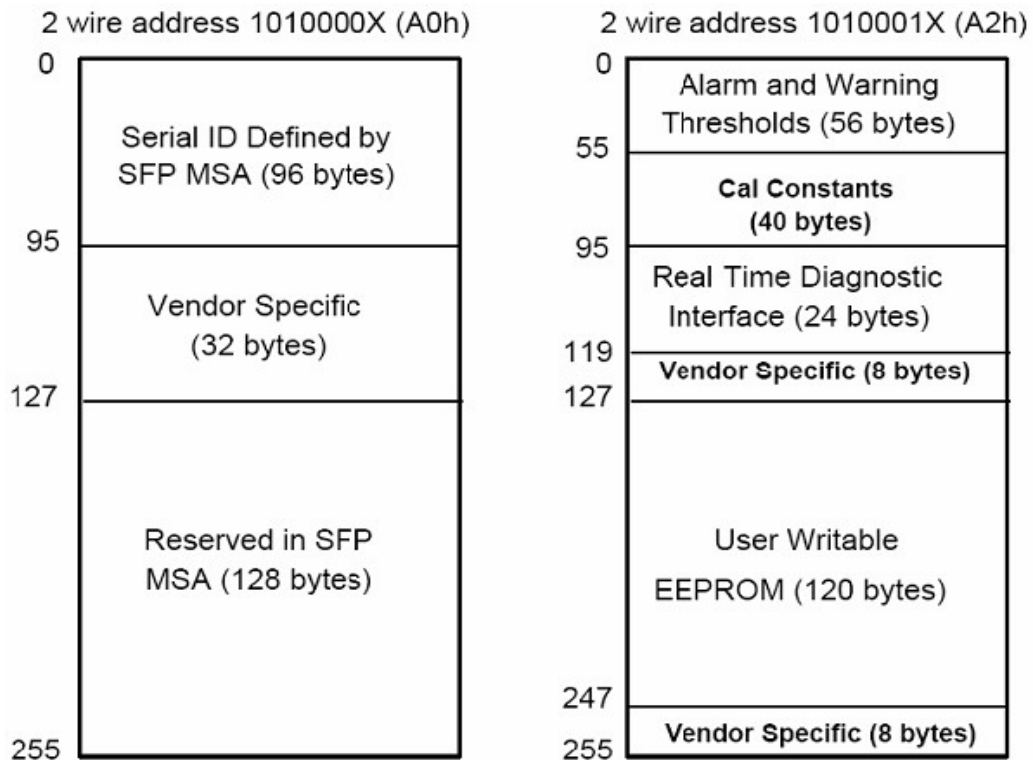 2 wire address 1010000X (A0h)
0
Serial ID Defined by
SFP MSA (96 bytes)
95
Vendor Specific
(32 bytes)
127
Reserved in SFP
MSA (128 bytes)
255
2 wire address 1010001X (A2h)
0
Alarm and Warning
Thresholds (56 bytes)
55
Cal Constants
(40 bytes)
95
Real Time Diagnostic
Interface (24 bytes)
119
Vendor Specific (8 bytes)
127
User Writable
EEPROM (120 bytes)
247
Vendor Specific (8 bytes)
255